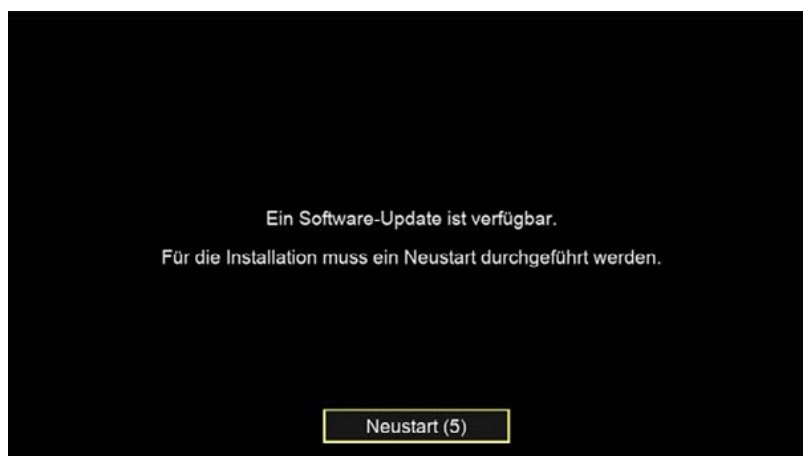 Ein Software-Update ist verfügbar.
Für die Installation muss ein Neustart durchgeführt werden.
Neustart (5)